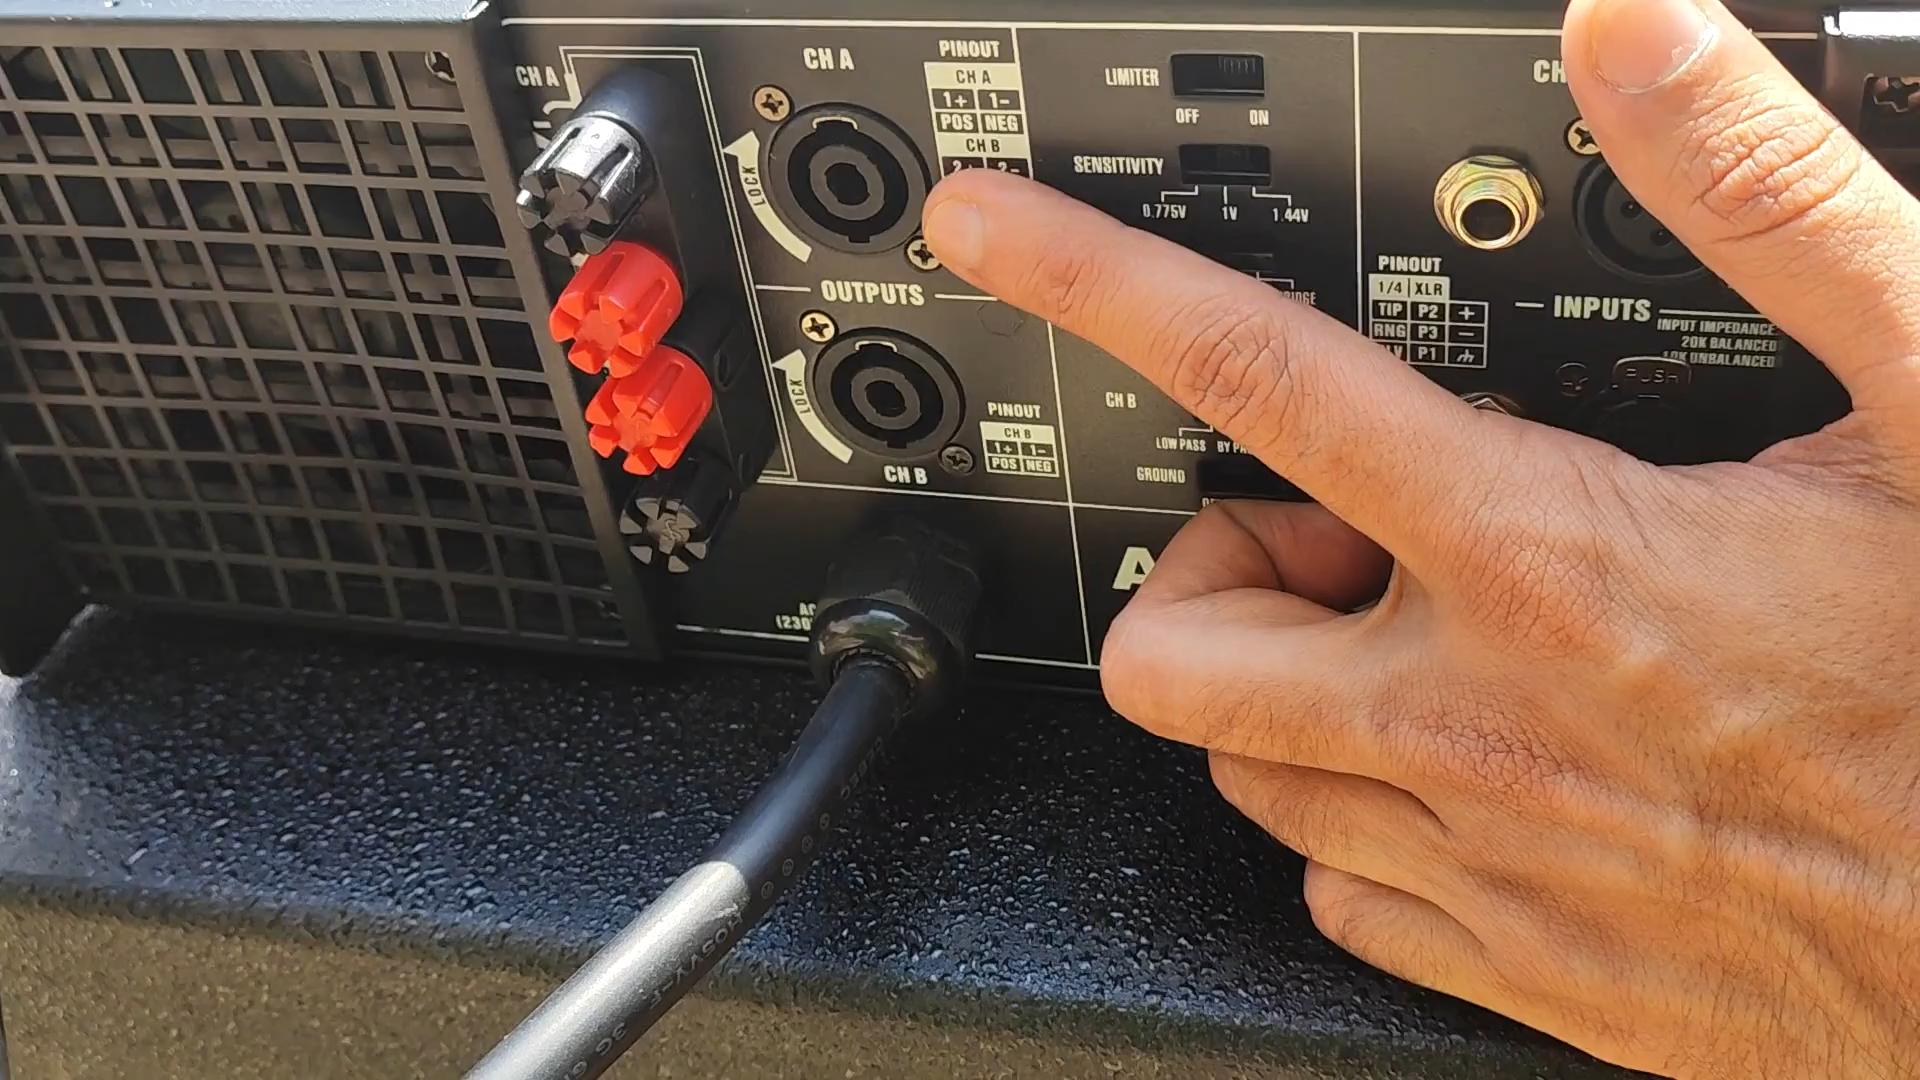 CH A
CH A
LOCK
PINOUT
CH A
1+ 1-
POS NEG
CH B
2+ 2-
LIMITER
OFF ON
SENSITIVITY
0.775V 1V 1.44V
PINOUT
1/4 XLR
TIP P2 +
RNG P3 -
P1
INPUTS
INPUT IMPEDANCE:
20K BALANCED
10K UNBALANCED
PUSH
OUTPUTS
LOCK
CH B
PINOUT
CH B
1+ 1-
POS NEG
CH B
LOW PASS
GROUND